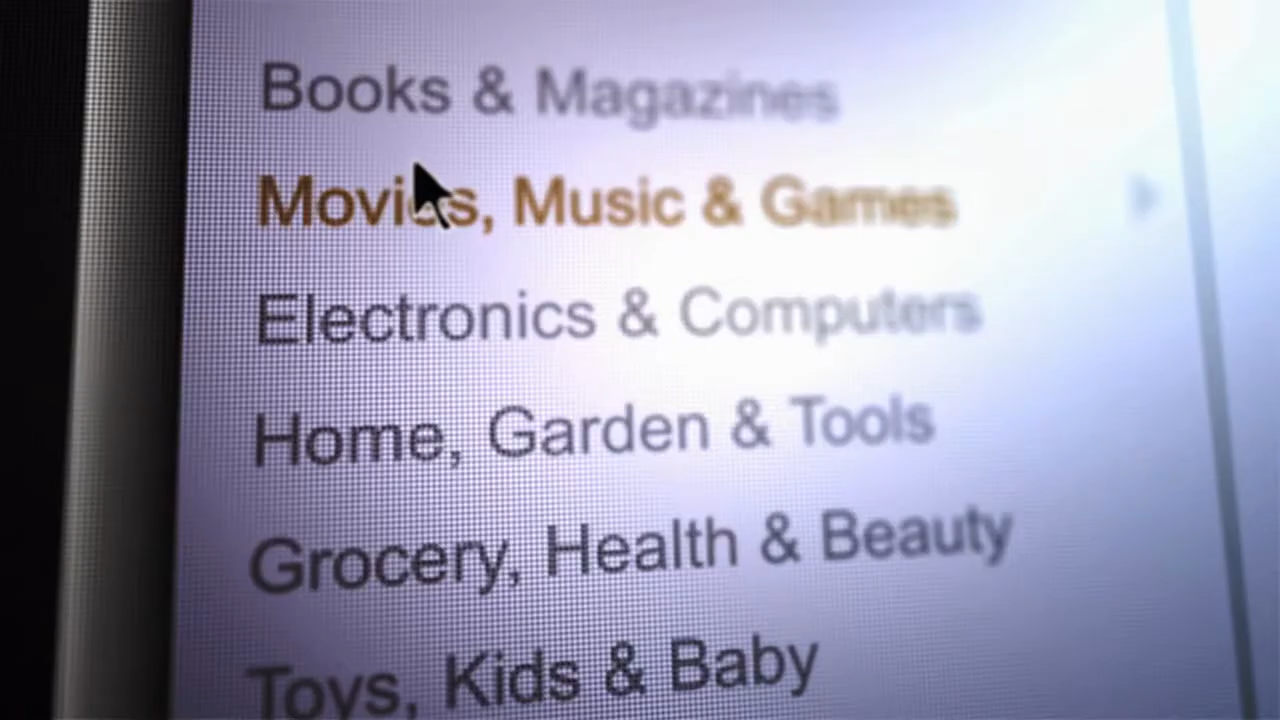 Books & Magazines
Movies, Music & Games
Electronics & Computers
Home, Garden & Tools
Grocery, Health & Beauty
Toys, Kids & Baby